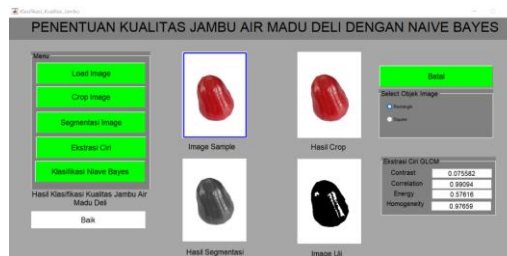 Klasifikasi_Kualitas_Jambu
PENENTUAN KUALITAS JAMBU AIR MADU DELI DENGAN NAIVE BAYES
Menu
Load Image
Crop Image
Segmentasi Image
Ekstrasi Ciri
Klasifikasi Niave Bayes
Hasil Klasifikasi Kualitas Jambu Air
Madu Deli
Baik
Image Sample
Hasil Crop
Hasil Segmentasi
Image Uji
Batal
Select Objek Image
Rectangle
Ekstrasi Ciri GLCM
Contrast 0.075582
Correlation 0.99094
Energy 0.57616
Homogeneity 0.97659